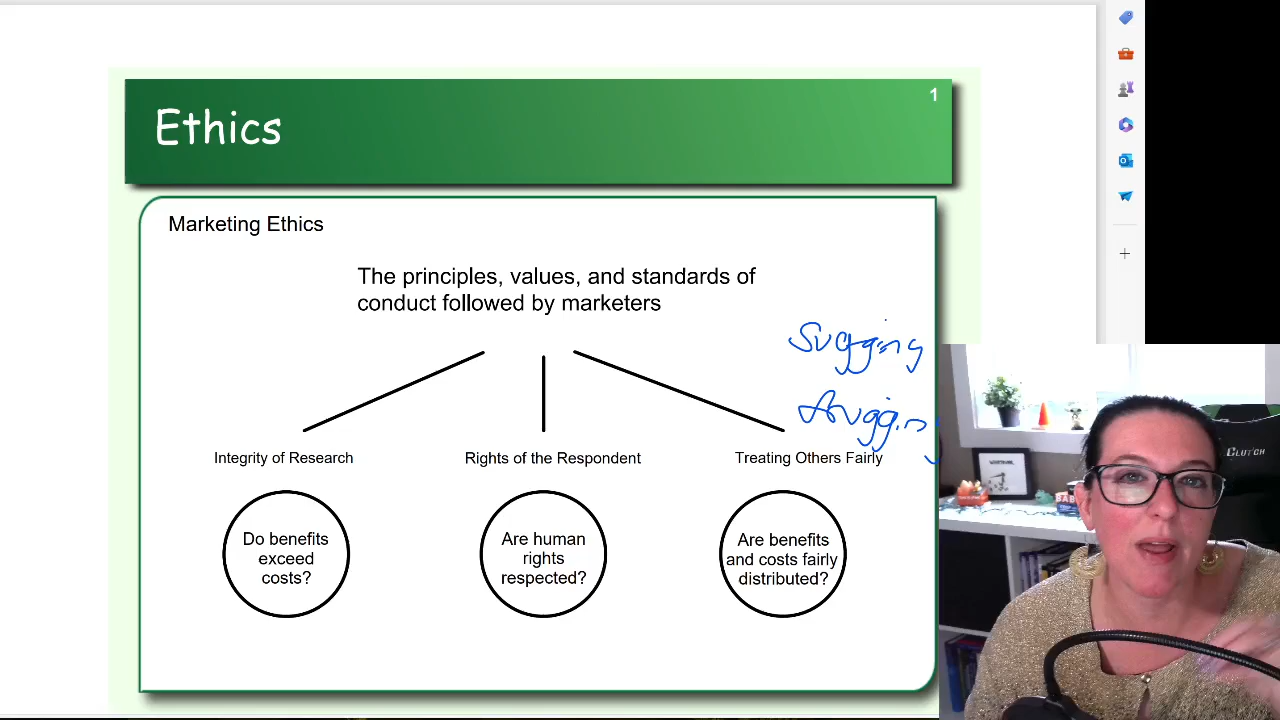 1
Ethics
Marketing Ethics
The principles, values, and standards of
conduct followed by marketers
Sugging
Integrity of Research
Rights of the Respondent
Treating Others Fairly
Do benefits
exceed
costs?
Are human
rights
respected?
Are benefits
and costs fairly
distributed?
CLUTCH